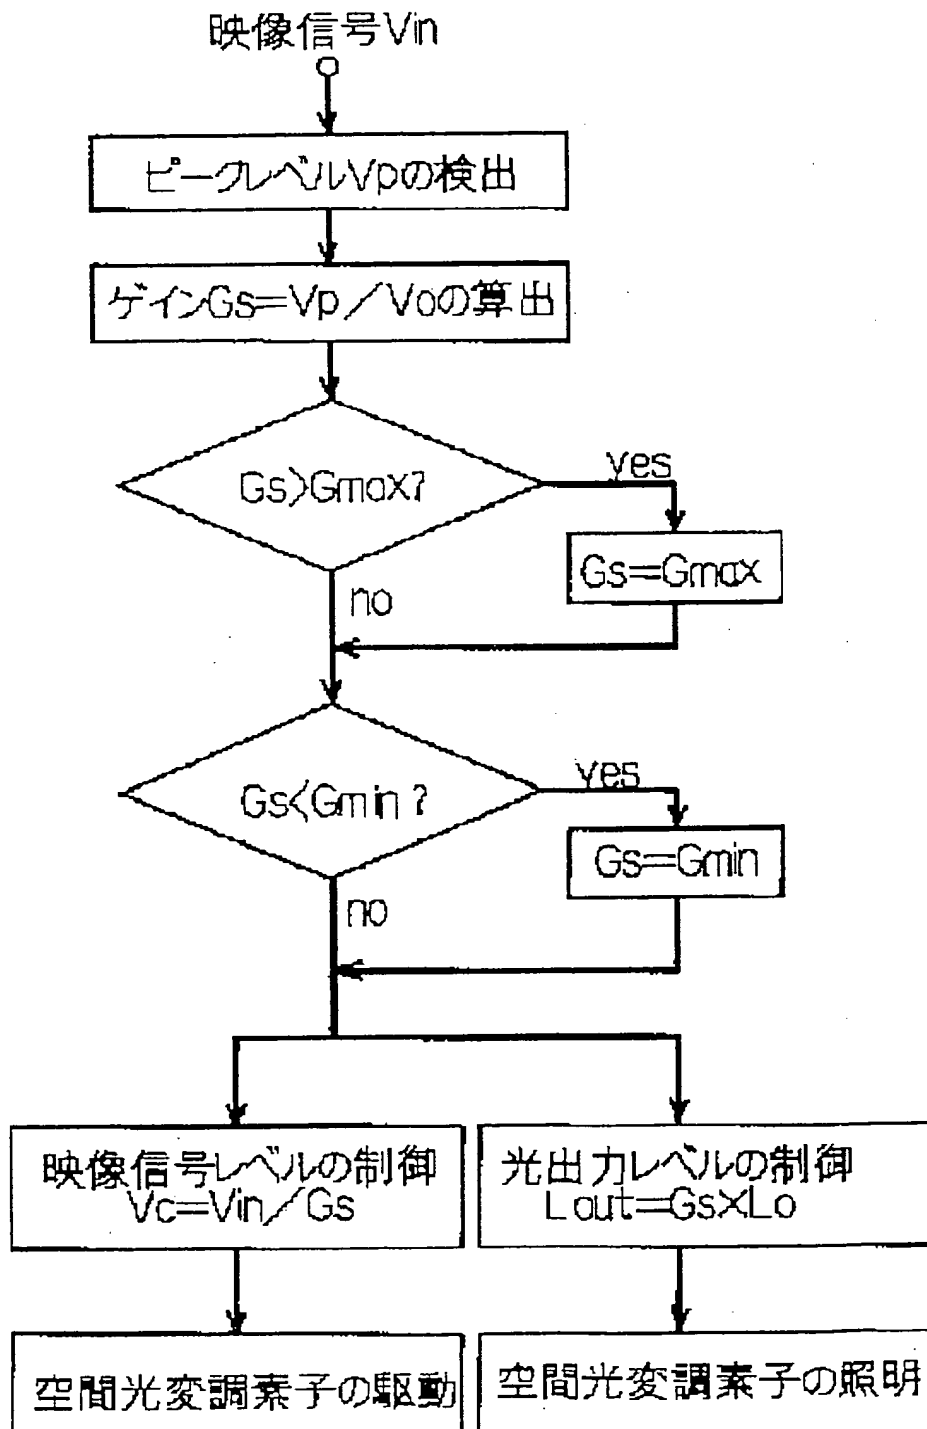 映像信号Vin
ピークレベルVpの検出
ゲインGs=Vp/Voの算出
Gs>Gmax?
yes
Gs=Gmax
no
Gs<Gmin?
yes
Gs=Gmin
no
映像信号レベルの制御
Vc=Vin/Gs
光出力レベルの制御
Lout=Gs×Lo
空間光変調素子の駆動
空間光変調素子の照明